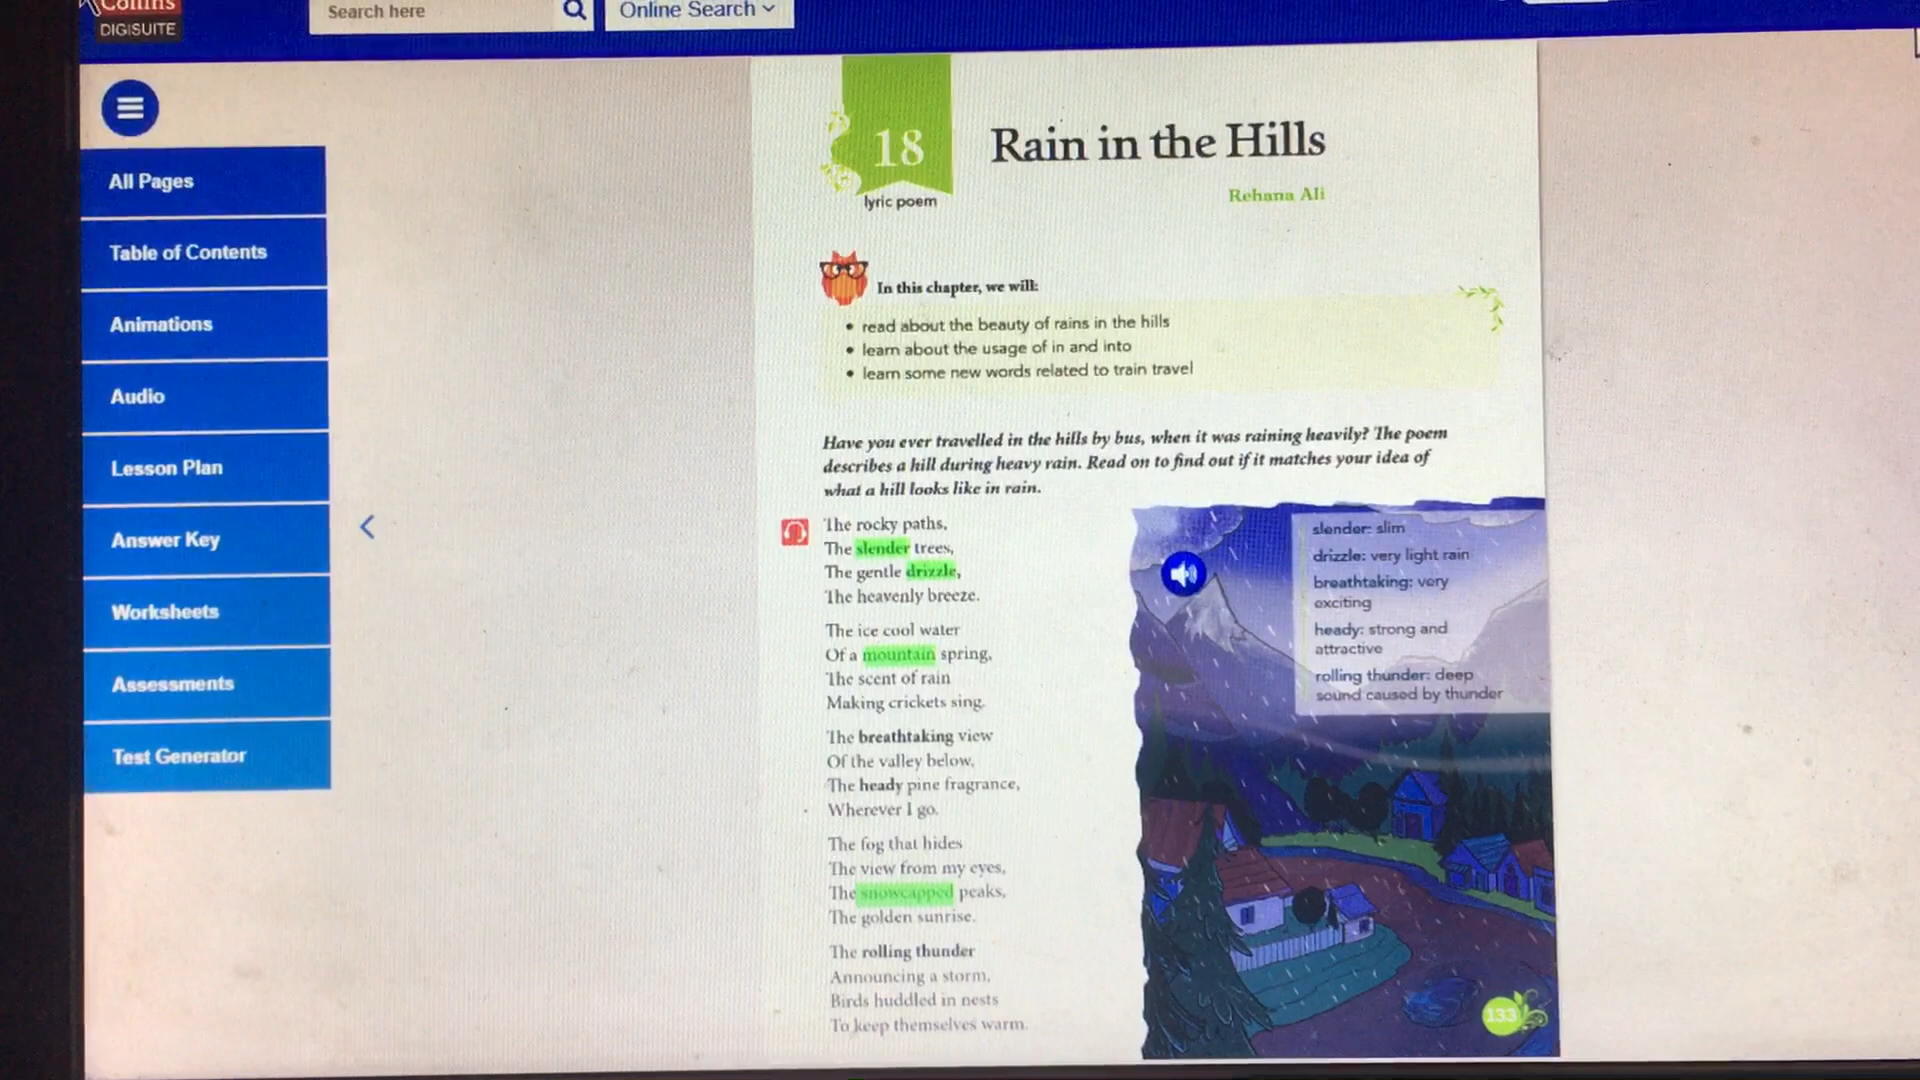 Collins
DIGISUITE
Search here
Online Search
All Pages
Table of Contents
Animations
Audio
Lesson Plan
Answer Key
Worksheets
Assessments
Test Generator
18
lyric poem
Rain in the Hills
Rehana Ali
In this chapter, we will:
• read about the beauty of rains in the hills
• learn about the usage of in and into
• learn some new words related to train travel
Have you ever travelled in the hills by bus, when it was raining heavily? The poem
describes a hill during heavy rain. Read on to find out if it matches your idea of
what a hill looks like in rain.
The rocky paths,
The slender trees,
The gentle drizzle,
The heavenly breeze.
The ice cool water
Of a mountain spring,
The scent of rain
Making crickets sing.
The breathtaking view
Of the valley below,
The heady pine fragrance,
Wherever I go.
The fog that hides
The view from my eyes,
The snowcapped peaks,
The golden sunrise.
The rolling thunder
Announcing a storm,
Birds huddled in nests
To keep themselves warm.
slender: slim
drizzle: very light rain
breathtaking: very
exciting
heady: strong and
attractive
rolling thunder: deep
sound caused by thunder
133